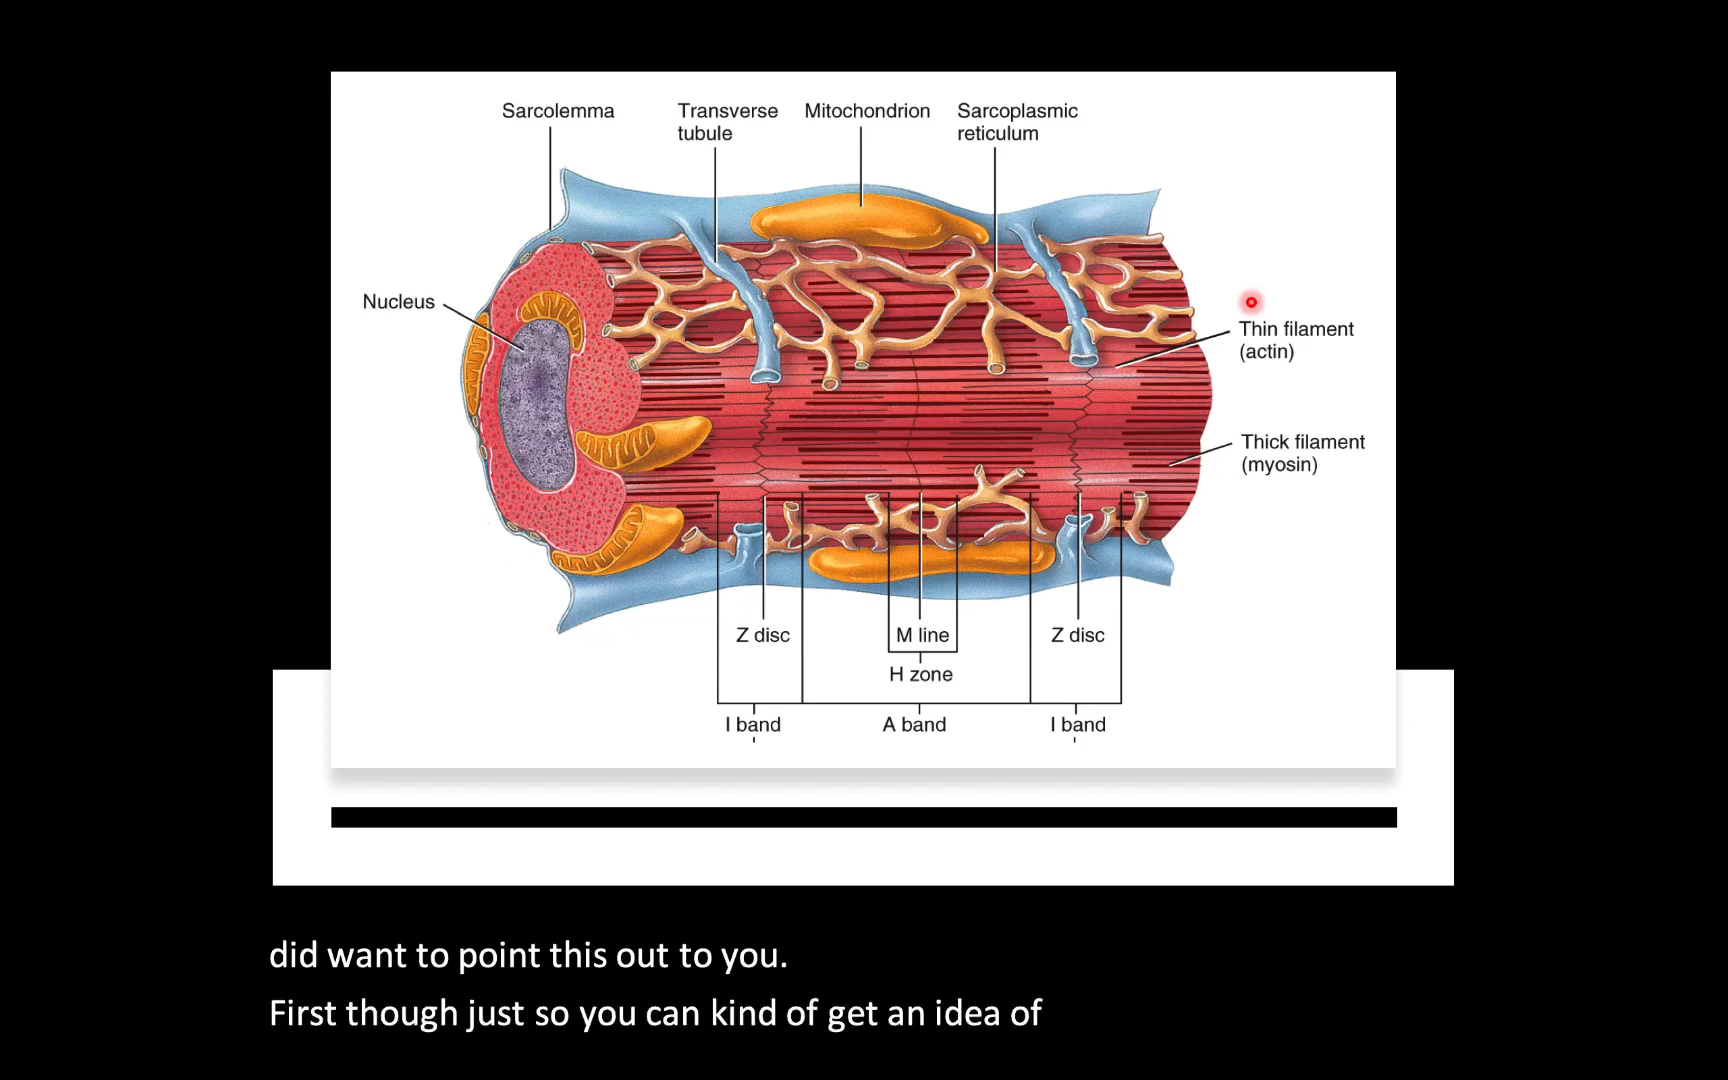 Sarcolemma
Transverse
tubule
Mitochondrion
Sarcoplasmic
reticulum
Nucleus
Thin filament
(actin)
Thick filament
(myosin)
Z disc
M line
Z disc
H zone
I band
A band
I band
did want to point this out to you.
First though just so you can kind of get an idea of